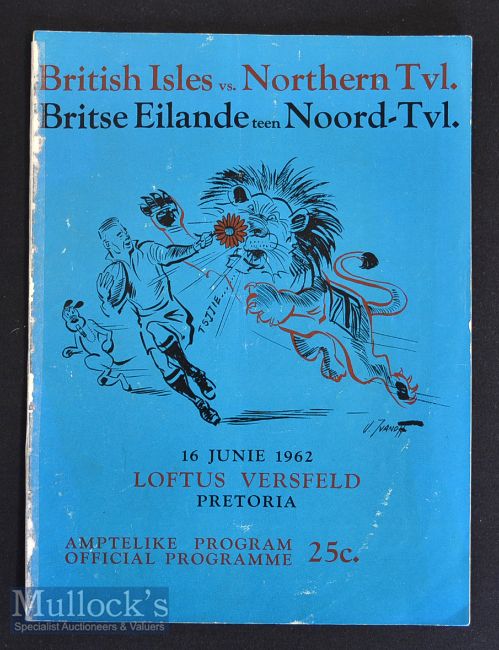 British Isles vs. Northern Tvl.
Britse Eilande teen Noord-Tvl.
16 JUNIE 1962
LOFTUS VERSFELD
PRETORIA
AMPTELIKE PROGRAM
OFFICIAL PROGRAMME 25c.
Mullock's
Specialist Auctioneers & Valuers